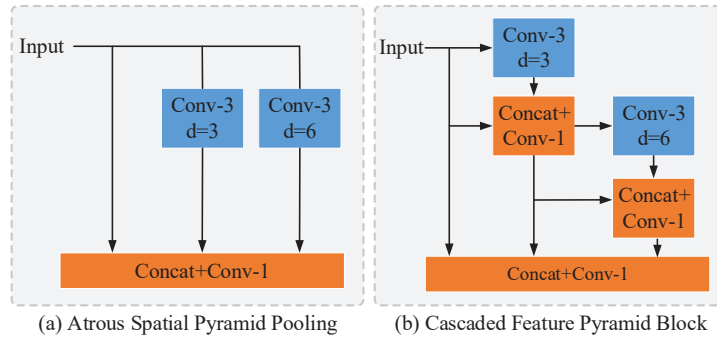 Input
Conv-3
d=3
Conv-3
d=6
Concat+Conv-1
(a) Atrous Spatial Pyramid Pooling
Input
Conv-3
d=3
Concat+
Conv-1
Conv-3
d=6
Concat+
Conv-1
Concat+Conv-1
(b) Cascaded Feature Pyramid Block